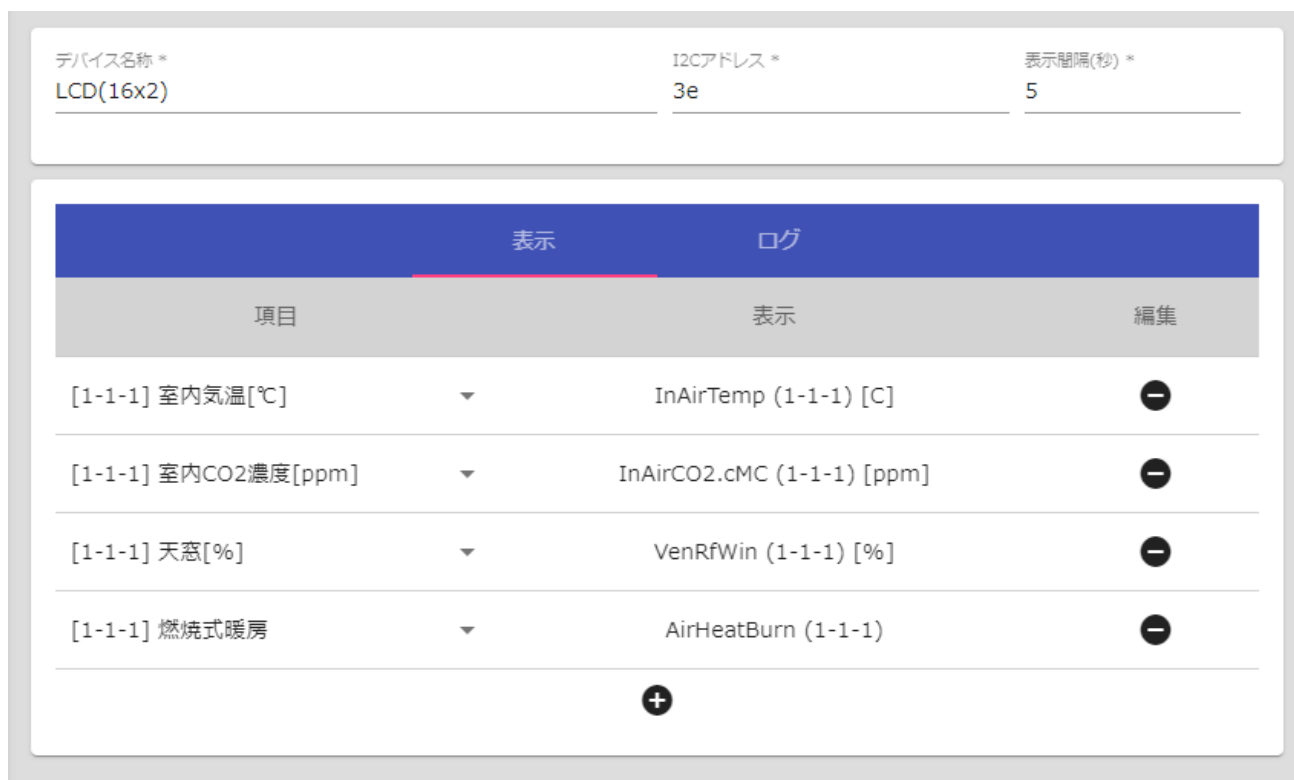 デバイス名称 * I2Cアドレス * 表示間隔(秒) *
LCD(16x2) 3e 5
表示 ログ
項目 表示 編集
[1-1-1] 室内気温[℃] InAirTemp (1-1-1) [C]
[1-1-1] 室内CO2濃度[ppm] InAirCO2.cMC (1-1-1) [ppm]
[1-1-1] 天窓[%] VenRfWin (1-1-1) [%]
[1-1-1] 燃焼式暖房 AirHeatBurn (1-1-1)